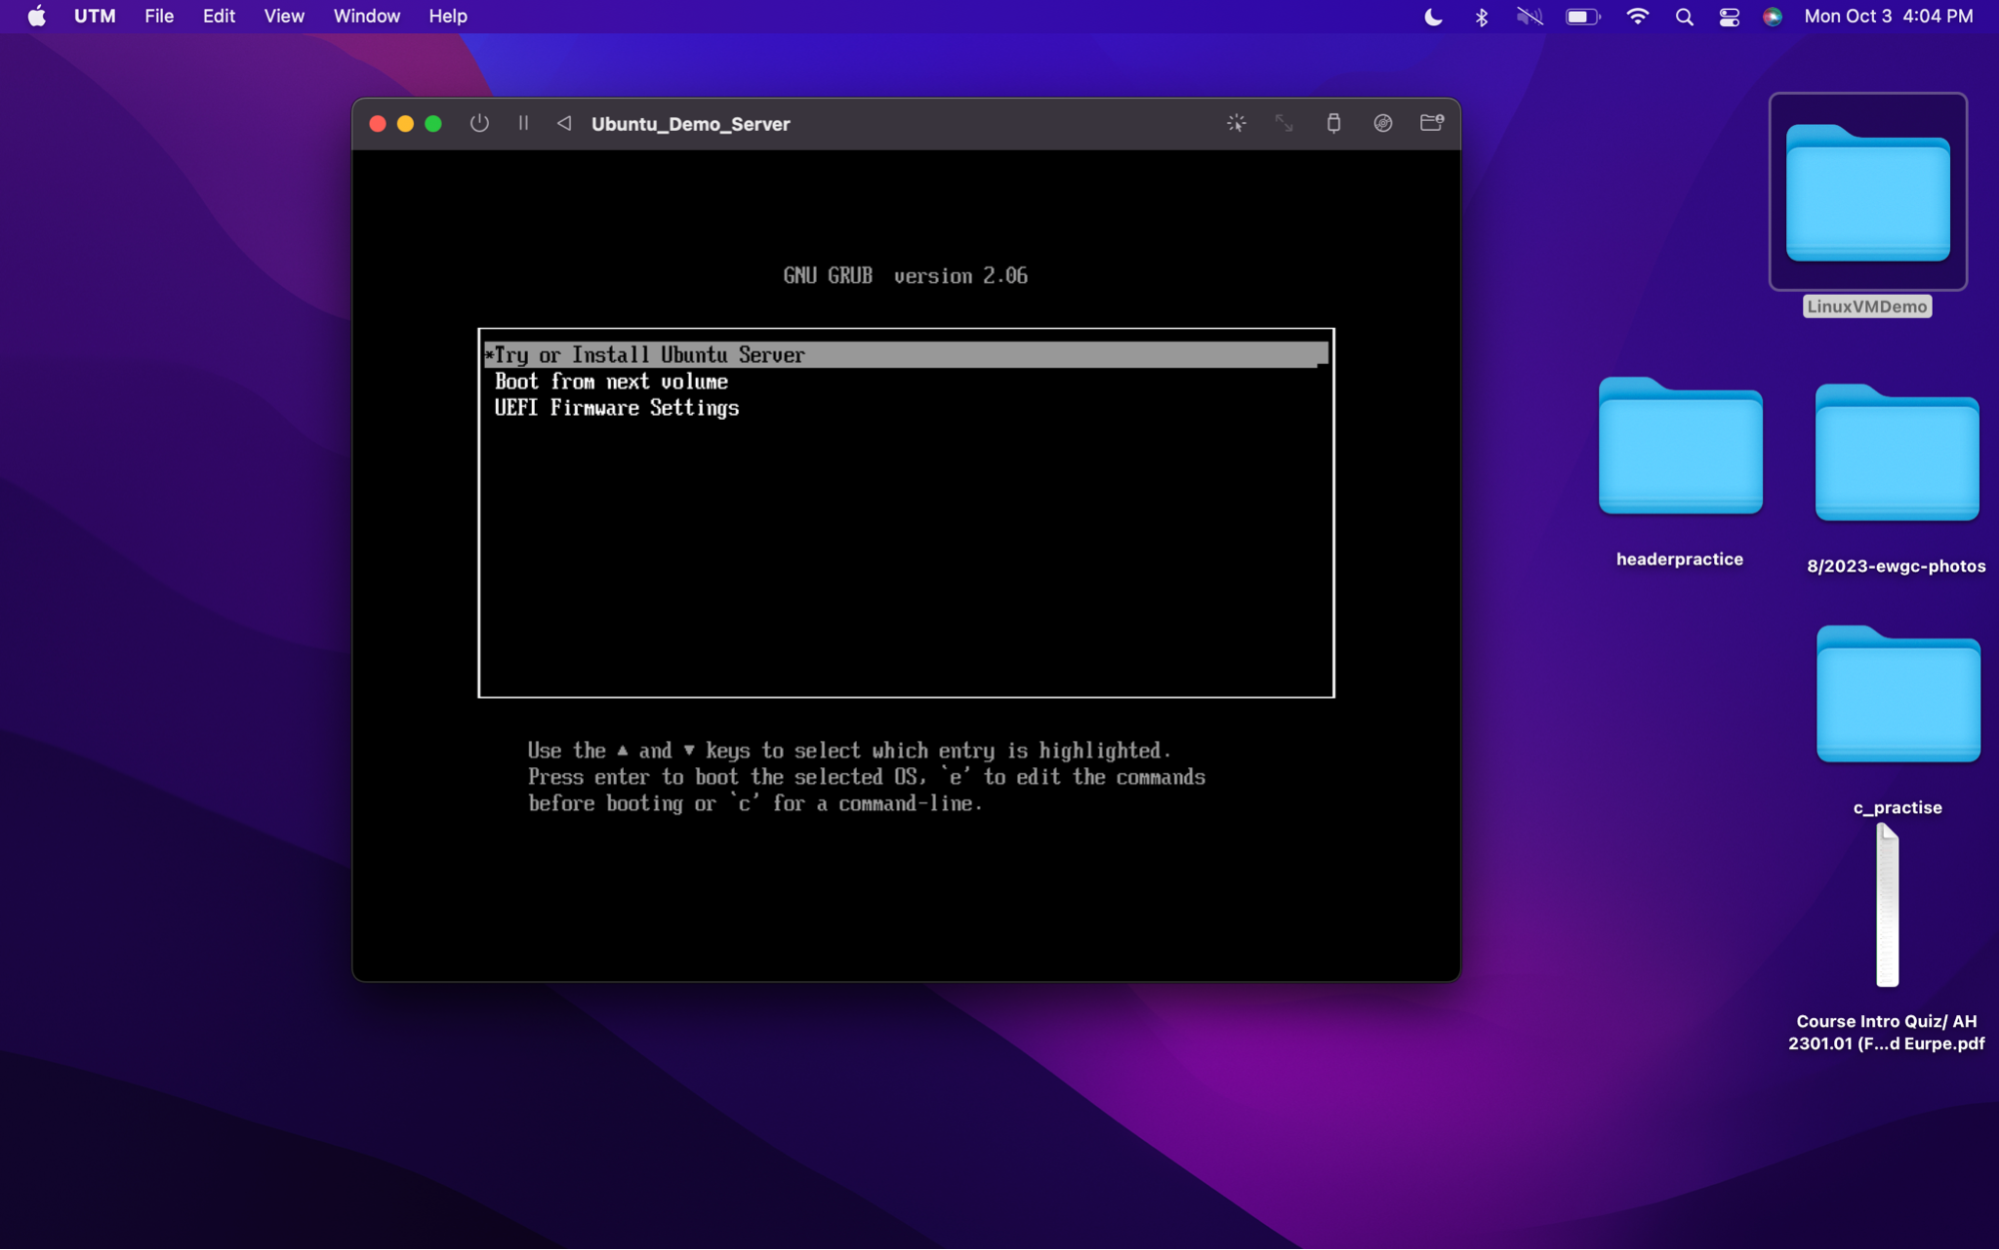 UTM File Edit View Window Help Mon Oct 3 4:04 PM
Ubuntu_Demo_Server
GNU GRUB version 2.06
*Try or Install Ubuntu Server
Boot from next volume
UEFI Firmware Settings
Use the ▲ and ▼ keys to select which entry is highlighted.
Press enter to boot the selected OS, `e' to edit the commands
before booting or `c' for a command-line.
LinuxVMDemo
headerpractice
8/2023-ewgc-photos
c_practise
Course Intro Quiz/ AH
2301.01 (F...d Eurpe.pdf